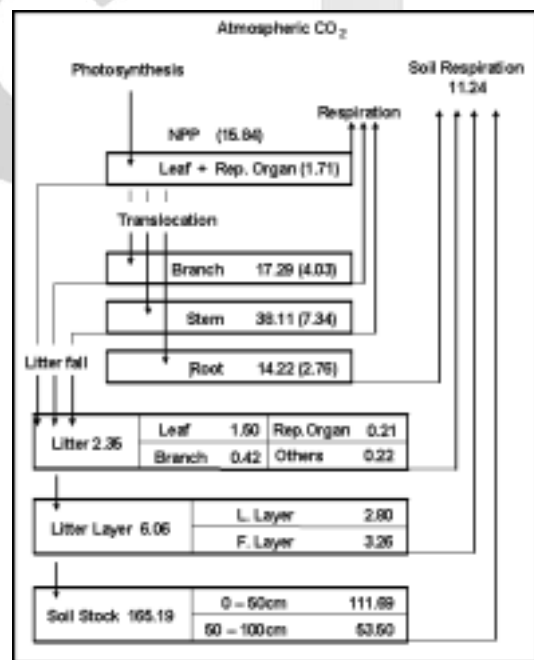 Atmospheric CO2
Photosynthesis
Soil Respiration
11.24
Respiration
NPP (15.84)
Leaf + Rep. Organ (1.71)
Translocation
Branch 17.29 (4.03)
Stem 38.11 (7.34)
Litter fall
Root 14.22 (2.76)
Litter 2.35
Leaf 1.50 Rep. Organ 0.21
Branch 0.42 Others 0.22
Litter Layer 6.06
L. Layer 2.80
F. Layer 3.26
Soil Stock 165.19
0 – 50cm 111.69
50 – 100cm 53.50